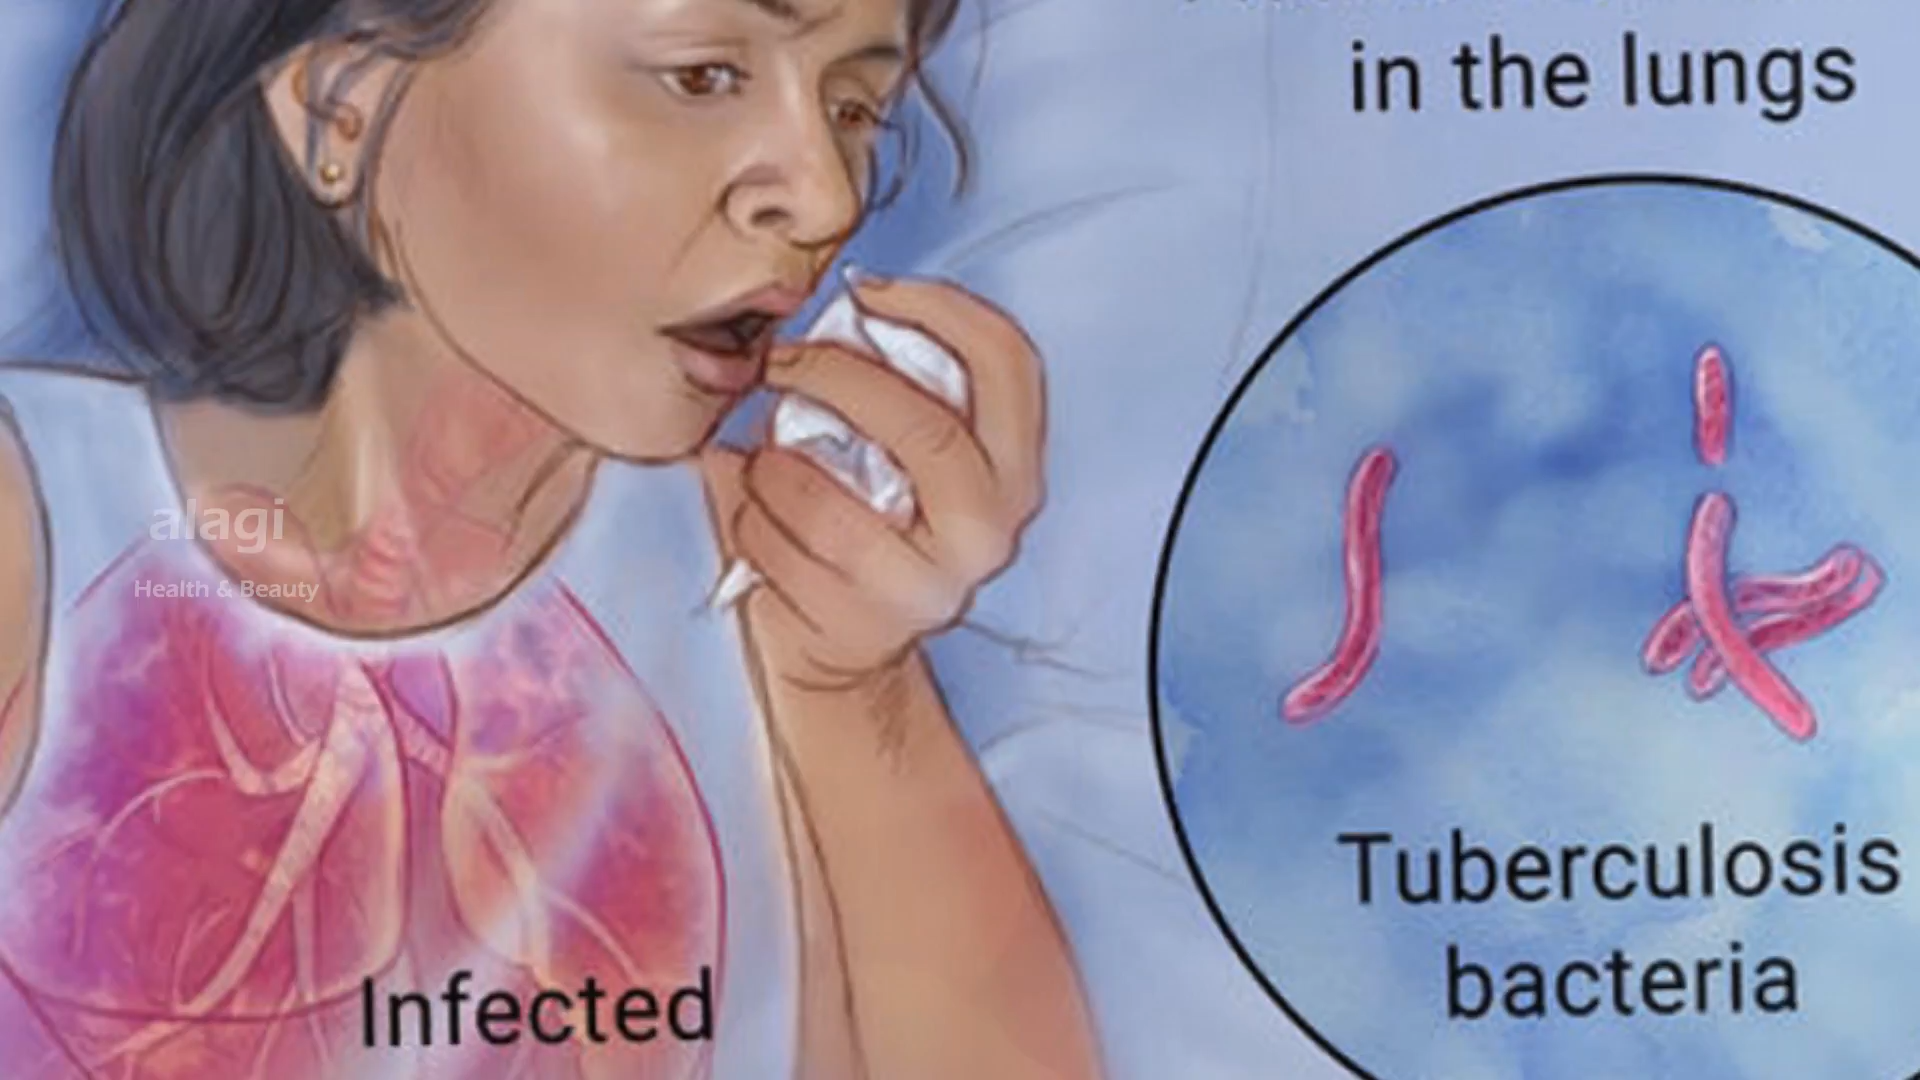 in the lungs
alagi
Health & Beauty
Tuberculosis
bacteria
Infected